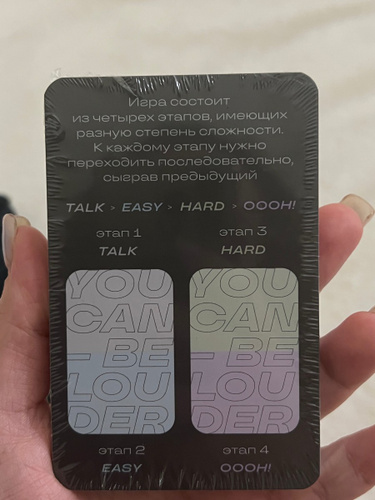 Игра состоит
из четырех этапов, имеющих
разную степень сложности.
К каждому этапу нужно
переходить последовательно,
сыграв предыдущий
TALK > EASY > HARD > OOOH!
этап 1
TALK
этап 3
HARD
YOU
CAN
– BE
LOU
DER
YOU
CAN
– BE
LOU
DER
этап 2
EASY
этап 4
OOOH!